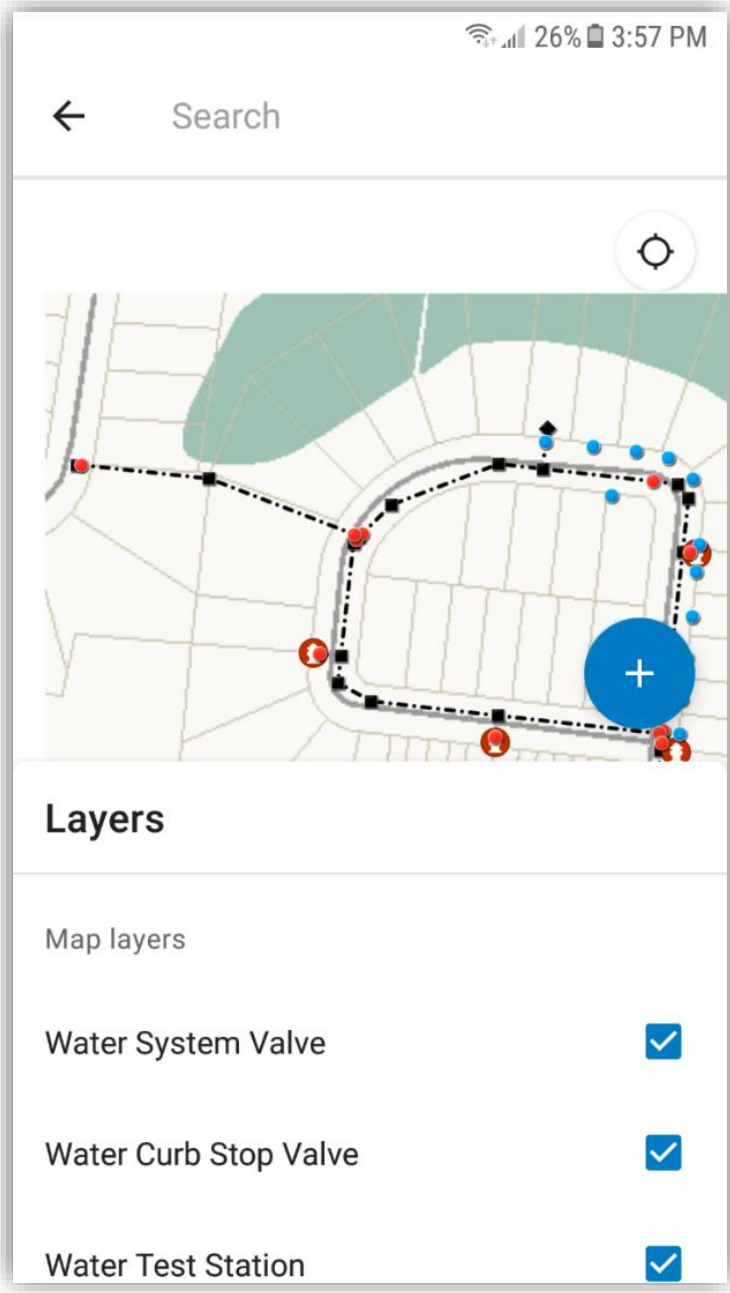 26% 3:57 PM
Search
Layers
Map layers
Water System Valve
Water Curb Stop Valve
Water Test Station